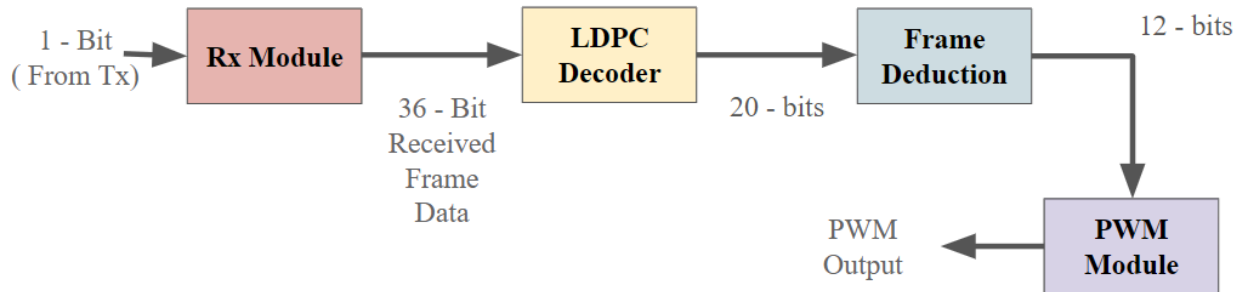 1 - Bit
( From Tx)
Rx Module
36 - Bit
Received
Frame
Data
LDPC
Decoder
20 - bits
Frame
Deduction
12 - bits
PWM
Module
PWM
Output